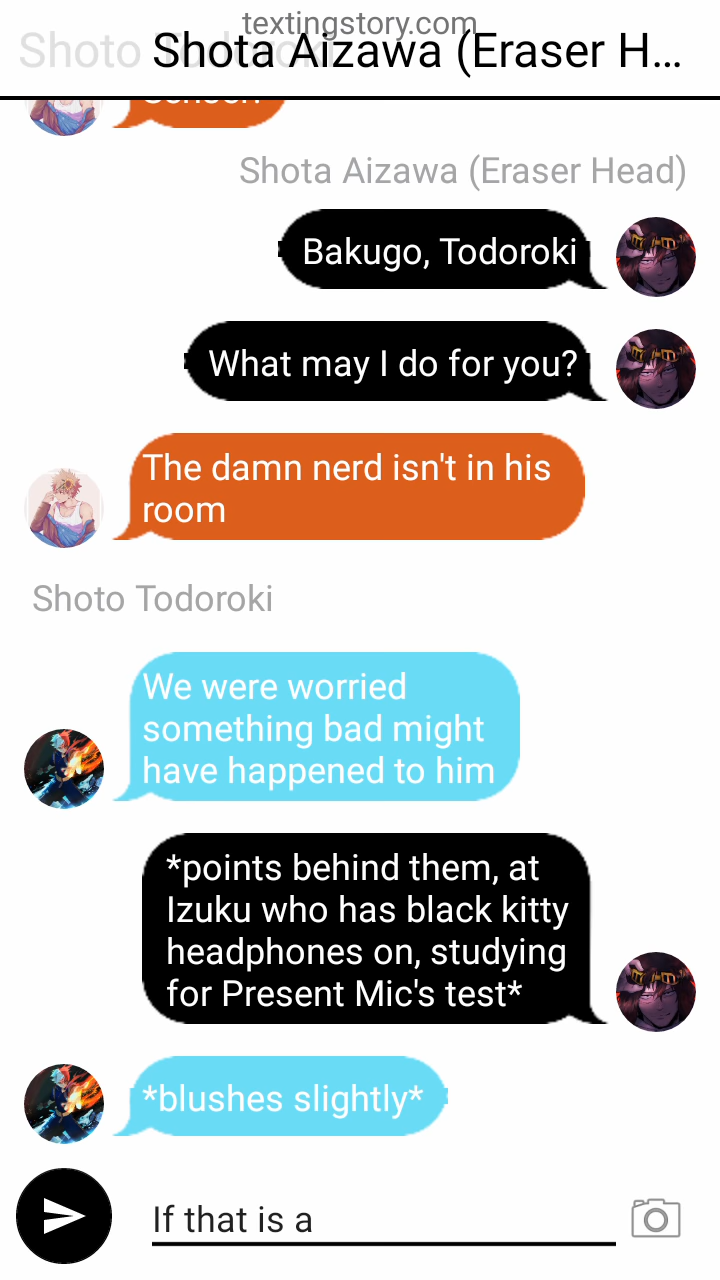 textingstory.com
Shoto Shota Aizawa (Eraser H...
Shota Aizawa (Eraser Head)
Bakugo, Todoroki
What may I do for you?
The damn nerd isn't in his
room
Shoto Todoroki
We were worried
something bad might
have happened to him
*points behind them, at
Izuku who has black kitty
headphones on, studying
for Present Mic's test*
*blushes slightly*
If that is a